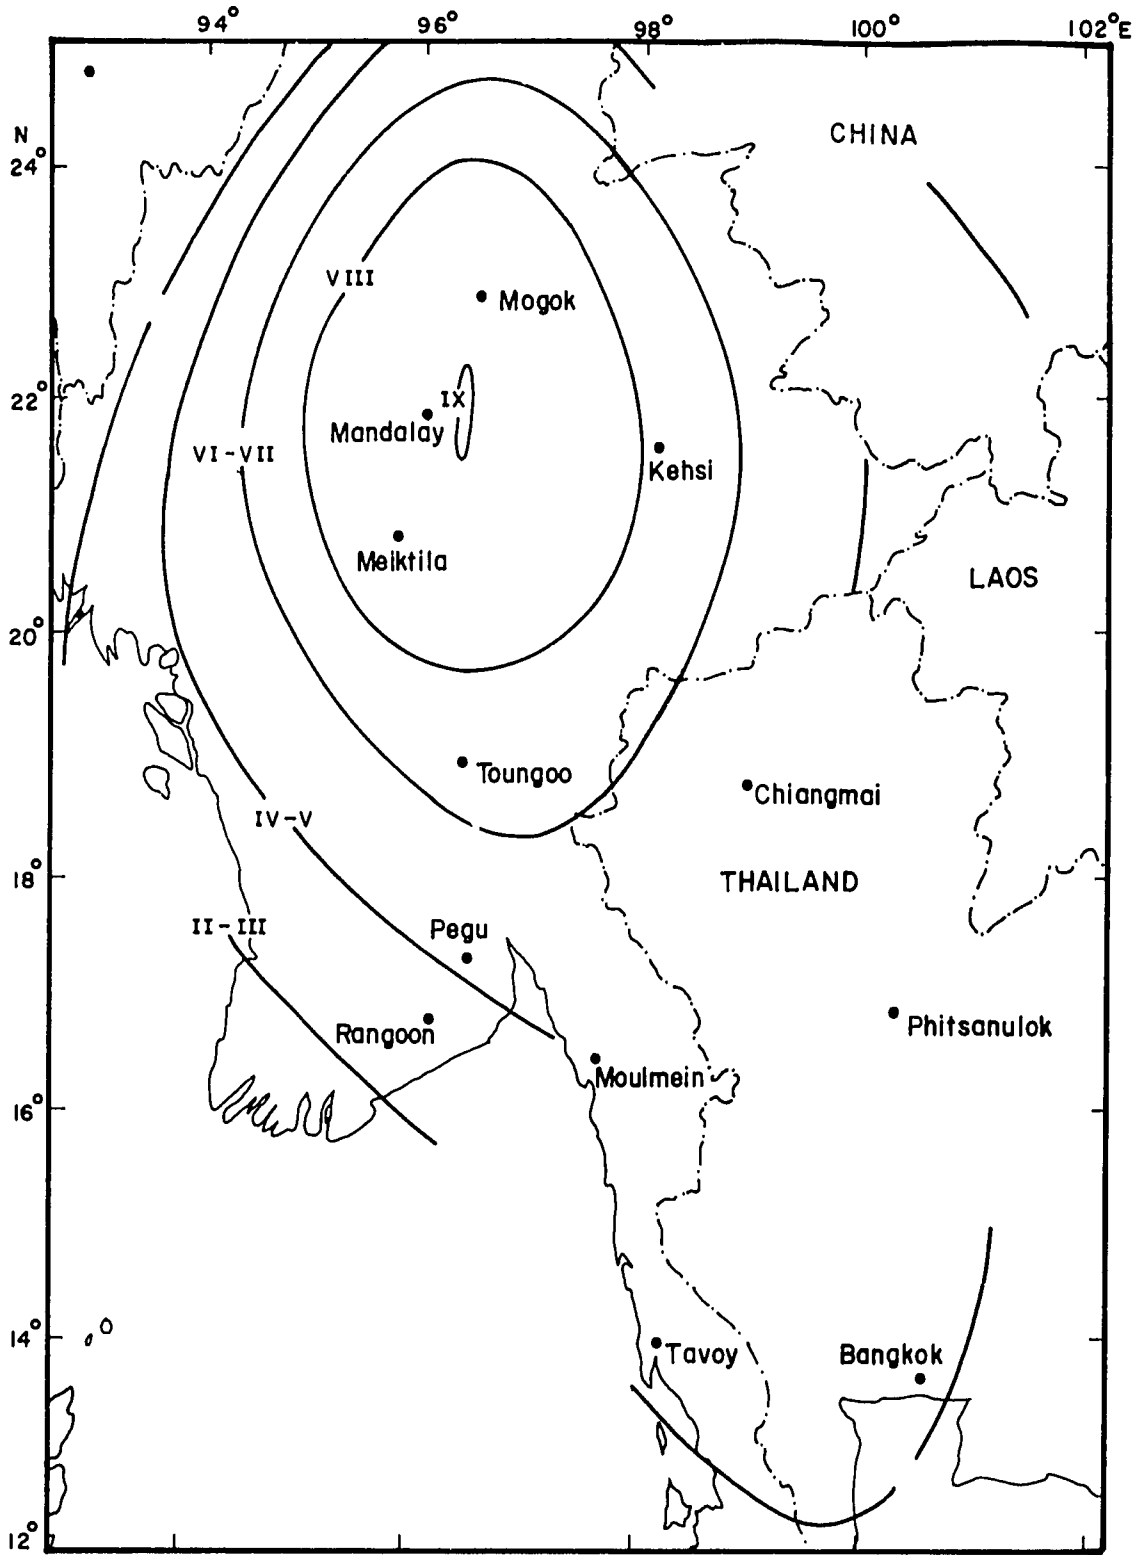 94° 96° 98° 100° 102°E
N
24°
CHINA
VIII
Mogok
22°
IX
Mandalay
VI-VII
Kehsi
Meiktila
LAOS
20°
Toungoo
Chiangmai
IV-V
18°
THAILAND
II-III
Pegu
Rangoon
Phitsanulok
Moulmein
16°
14°
Tavoy
Bangkok
12°